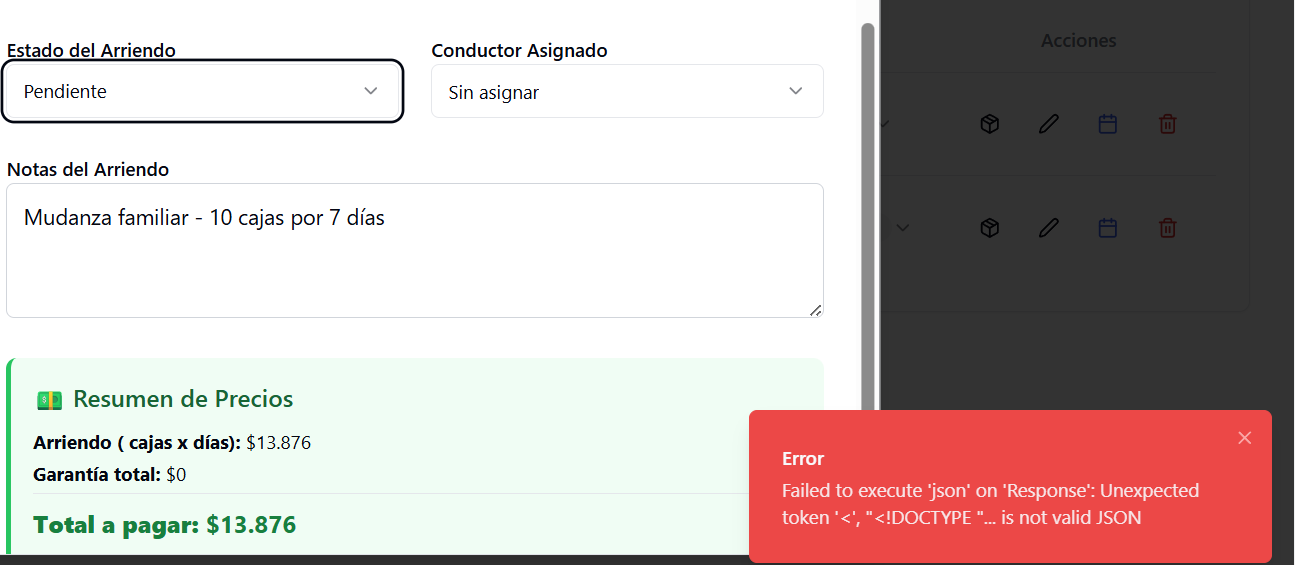 Acciones
Estado del Arriendo
Conductor Asignado
Pendiente
Sin asignar
Notas del Arriendo
Mudanza familiar - 10 cajas por 7 días
Resumen de Precios
Arriendo ( cajas x días): $13.876
Garantía total: $0
Total a pagar: $13.876
Error
Failed to execute 'json' on 'Response': Unexpected
token '<', "<!DOCTYPE "... is not valid JSON